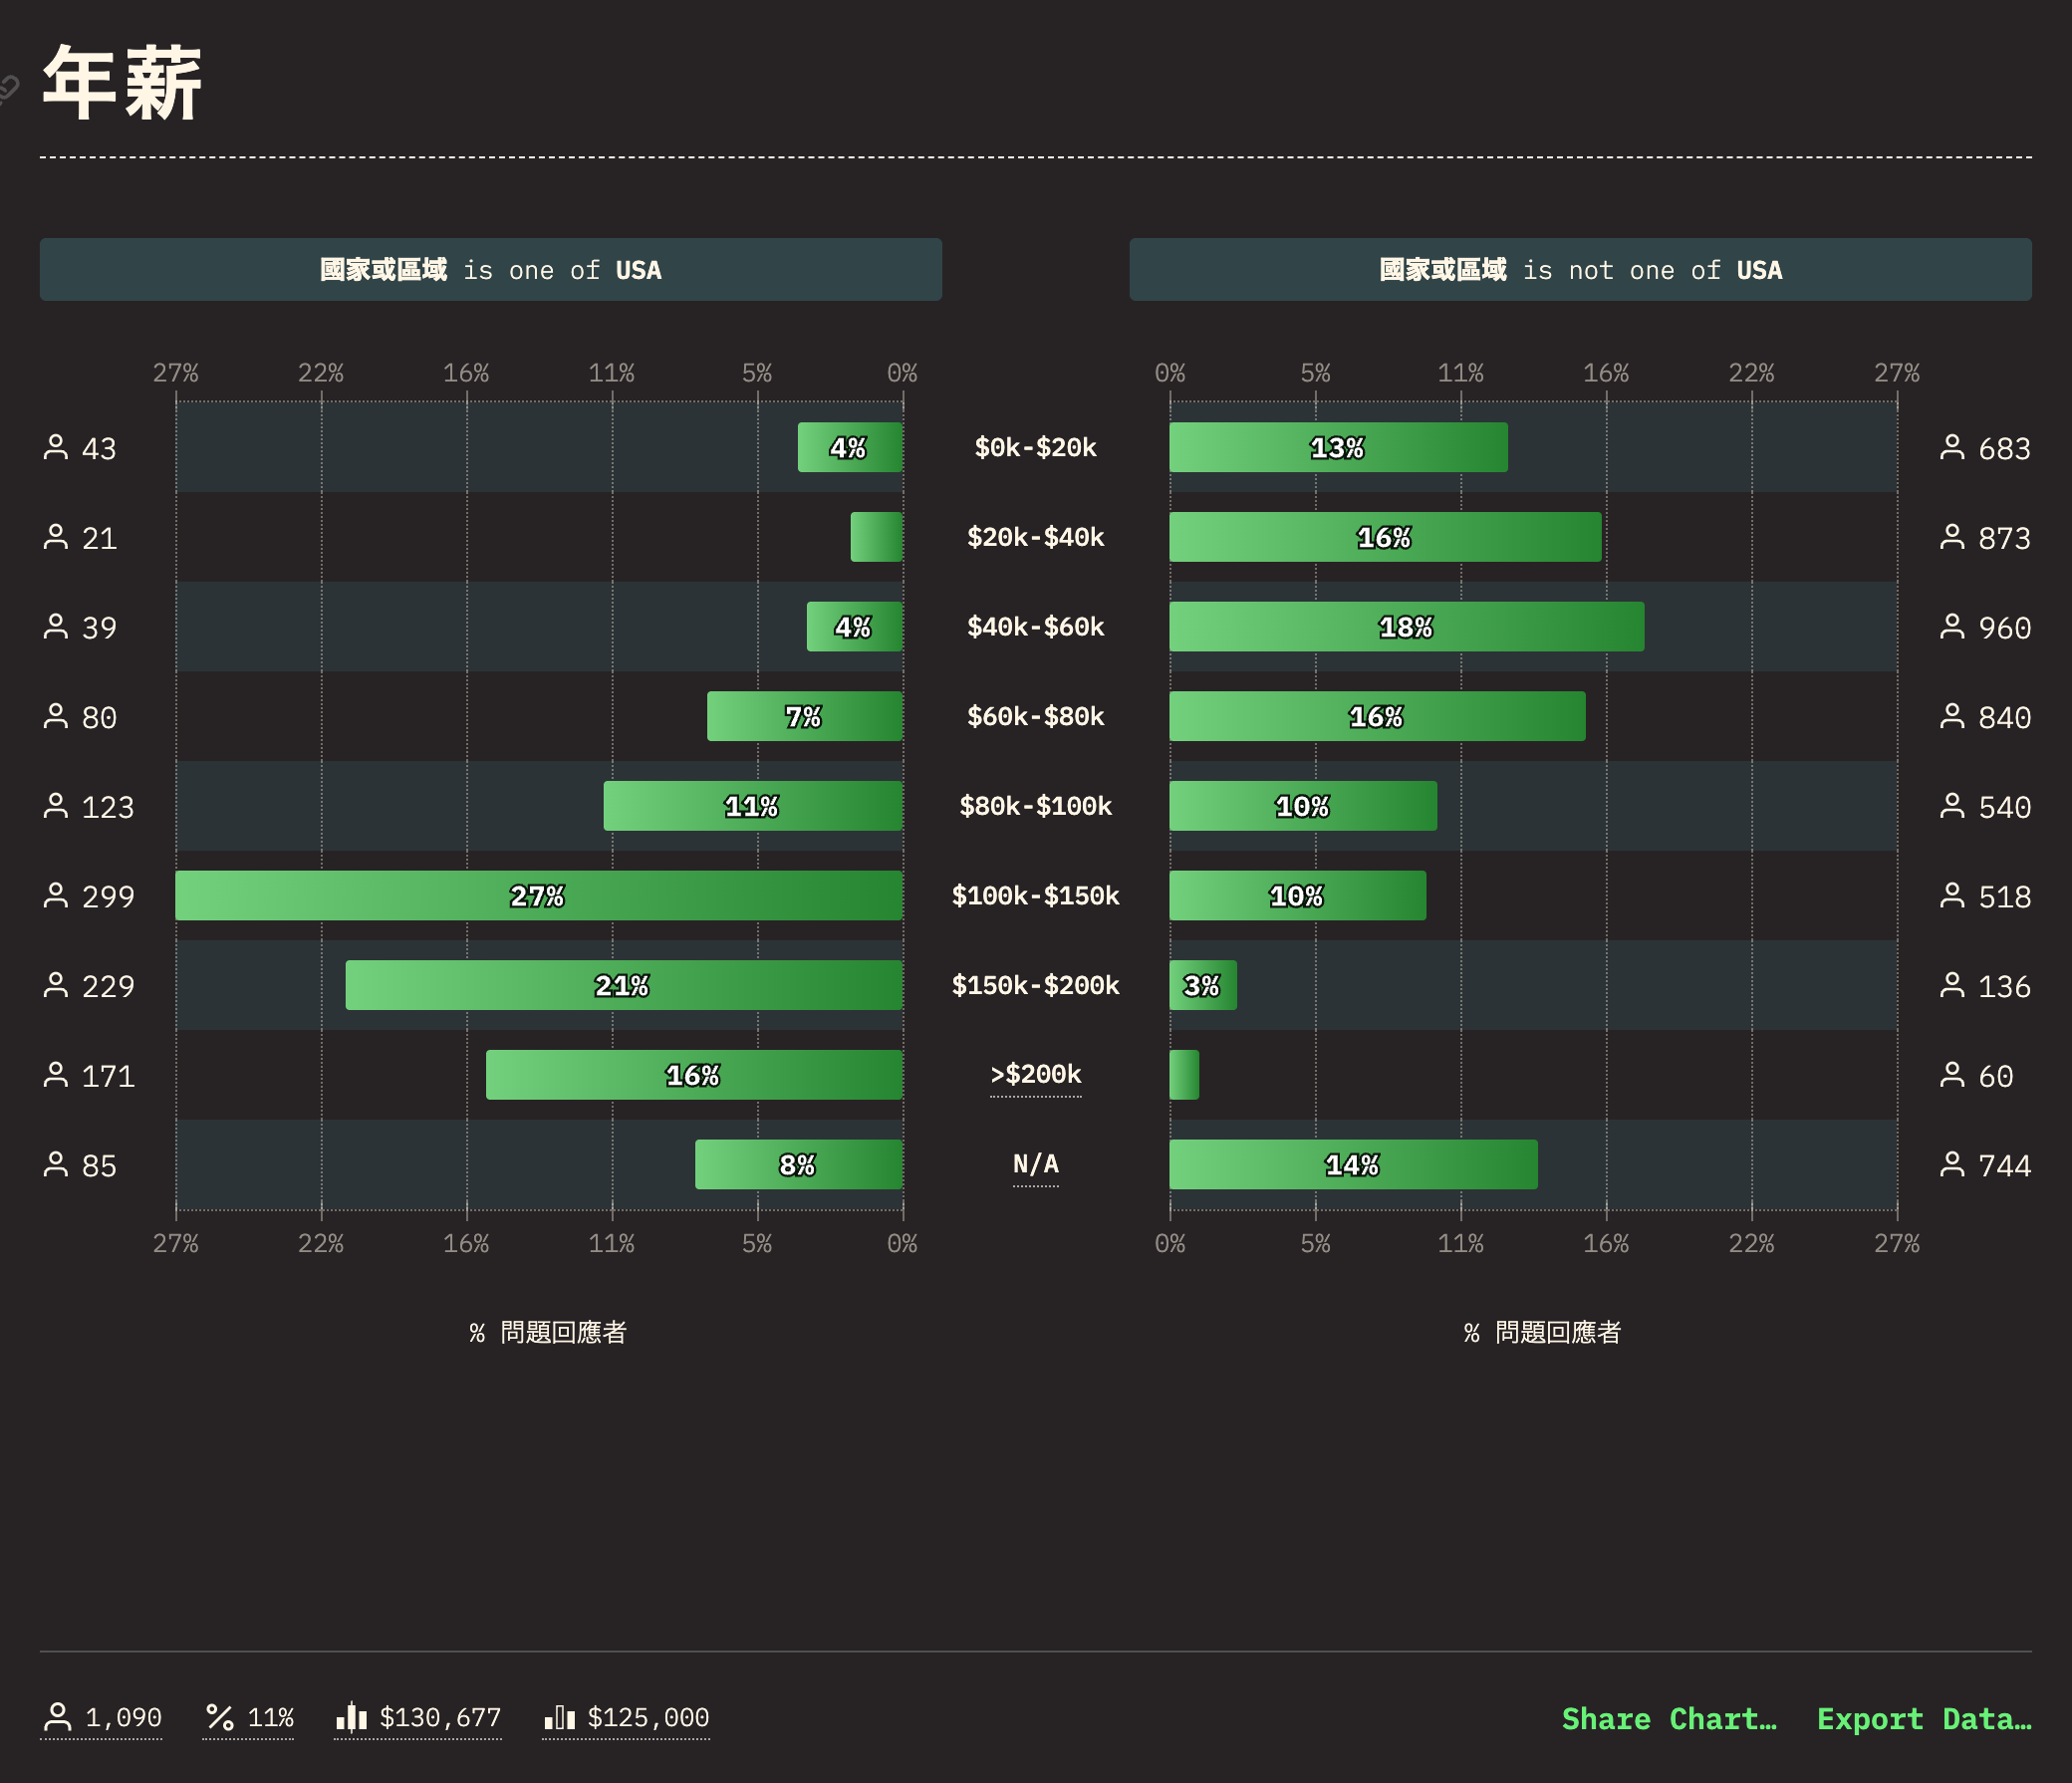 年薪
國家或區域 is one of USA
國家或區域 is not one of USA
27% 22% 16% 11% 5% 0%
0% 5% 11% 16% 22% 27%
43 4% $0k-$20k 13% 683
21 $20k-$40k 16% 873
39 4% $40k-$60k 18% 960
80 7% $60k-$80k 16% 840
123 11% $80k-$100k 10% 540
299 27% $100k-$150k 10% 518
229 21% $150k-$200k 3% 136
171 16% >$200k 60
85 8% N/A 14% 744
27% 22% 16% 11% 5% 0%
0% 5% 11% 16% 22% 27%
% 問題回應者
% 問題回應者
1,090 % 11% $130,677 $125,000
Share Chart… Export Data…